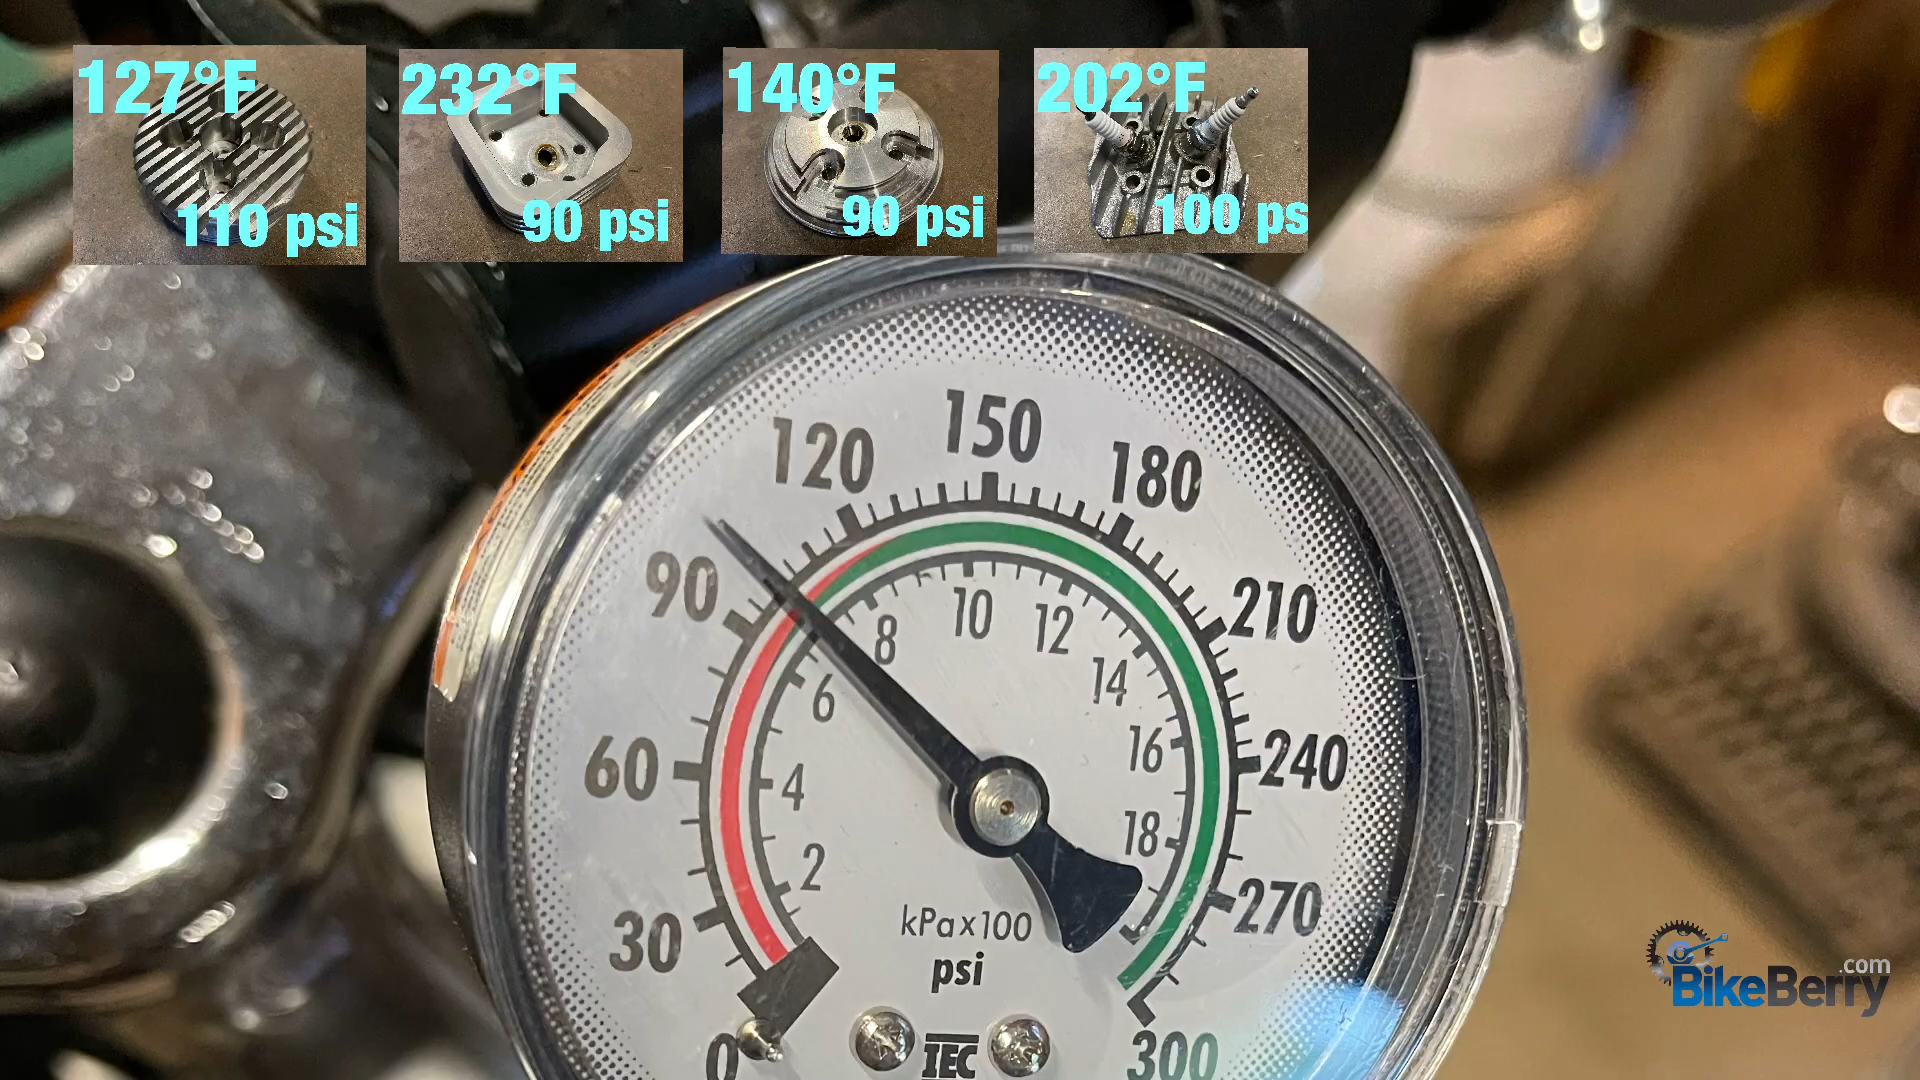 127°F
110 psi
232°F
90 psi
140°F
90 psi
202°F
100 ps
0
30
60
90
120
150
180
210
240
270
300
2
4
6
8
10
12
14
16
18
kPa×100
psi
IEC
BikeBerry.com